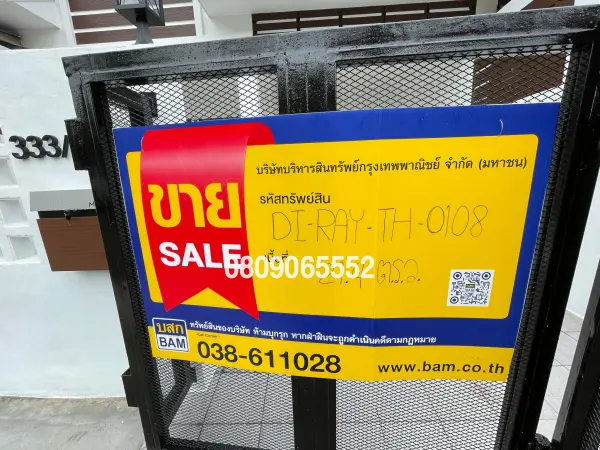 333/
บริษัทบริหารสินทรัพย์กรุงเทพพาณิชย์ จำกัด (มหาชน)
ขาย
SALE
รหัสทรัพย์สิน
DI-RAY-TH-0108
0809065552
ตร.ว.
บสก
BAM
ทรัพย์สินของบริษัท ห้ามบุกรุก หากฝ่าฝืนจะถูกดำเนินคดีตามกฎหมาย
038-611028
www.bam.co.th